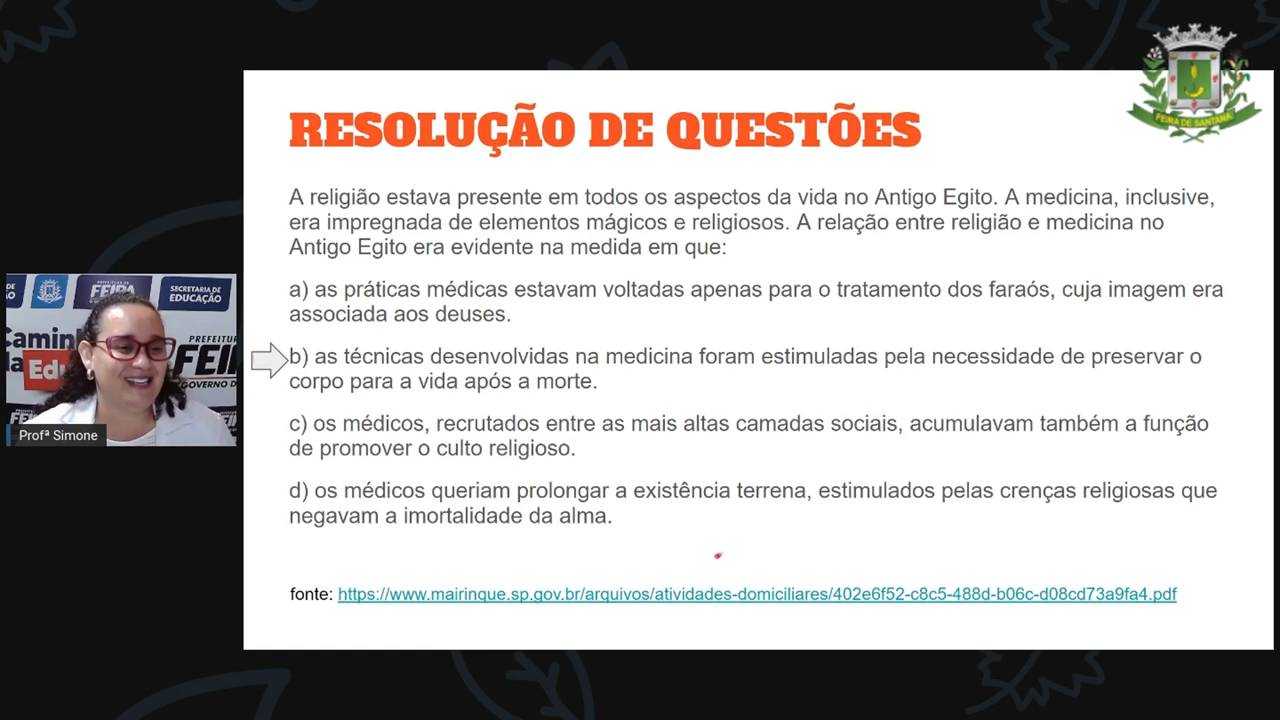 FEIRA DE SANTANA
RESOLUÇÃO DE QUESTÕES
A religião estava presente em todos os aspectos da vida no Antigo Egito. A medicina, inclusive,
era impregnada de elementos mágicos e religiosos. A relação entre religião e medicina no
Antigo Egito era evidente na medida em que:
a) as práticas médicas estavam voltadas apenas para o tratamento dos faraós, cuja imagem era
associada aos deuses.
b) as técnicas desenvolvidas na medicina foram estimuladas pela necessidade de preservar o
corpo para a vida após a morte.
c) os médicos, recrutados entre as mais altas camadas sociais, acumulavam também a função
de promover o culto religioso.
d) os médicos queriam prolongar a existência terrena, estimulados pelas crenças religiosas que
negavam a imortalidade da alma.
fonte: https://www.mairinque.sp.gov.br/arquivos/atividades-domiciliares/402e6f52-c8c5-488d-b06c-d08cd73a9fa4.pdf
FEIRA
SECRETARIA DE
EDUCAÇÃO
Camin
da
Edu
PREFEITUR
FEI
GOVERNO D
Profª Simone